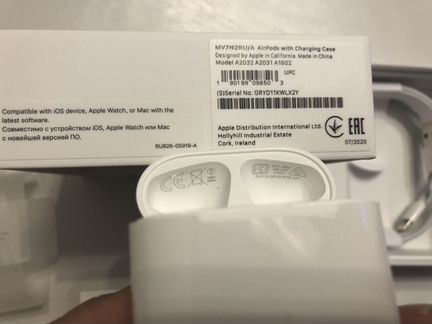 MV7N2RU/A AirPods with Charging Case
Designed by Apple in California Made in China
Model A2032 A2031 A1602
UPC
1 90199 09850 3
(S)Serial No. GRYD11KWLX2Y
Apple Distribution International Ltd.
Hollyhill Industrial Estate
Cork, Ireland
EAC
07/2020
Compatible with iOS device, Apple Watch, or Mac with the
latest software.
Совместимо с устройством iOS, Apple Watch или Mac
с новейшей версией ПО.
RU826-05919-A
CE